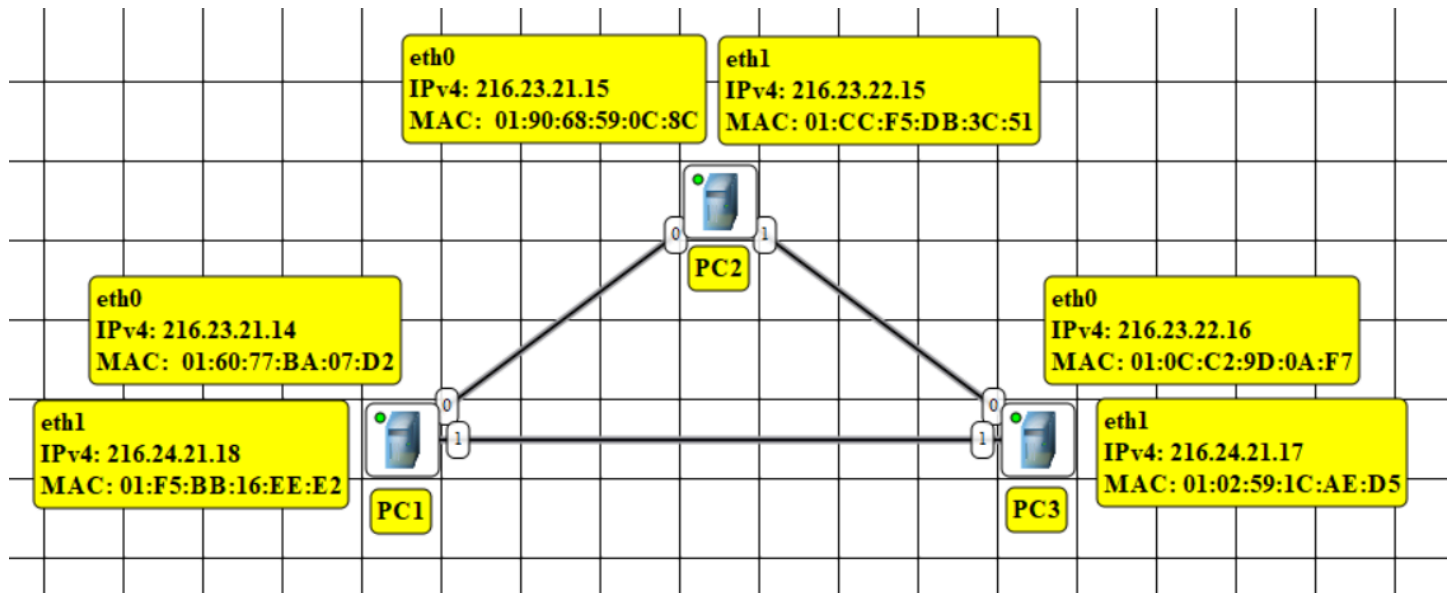 eth0
IPv4: 216.23.21.15
MAC:  01:90:68:59:0C:8C
eth1
IPv4: 216.23.22.15
MAC: 01:CC:F5:DB:3C:51
0
1
PC2
eth0
IPv4: 216.23.21.14
MAC:  01:60:77:BA:07:D2
eth0
IPv4: 216.23.22.16
MAC: 01:0C:C2:9D:0A:F7
eth1
IPv4: 216.24.21.18
MAC: 01:F5:BB:16:EE:E2
0
1
0
1
eth1
IPv4: 216.24.21.17
MAC: 01:02:59:1C:AE:D5
PC1
PC3